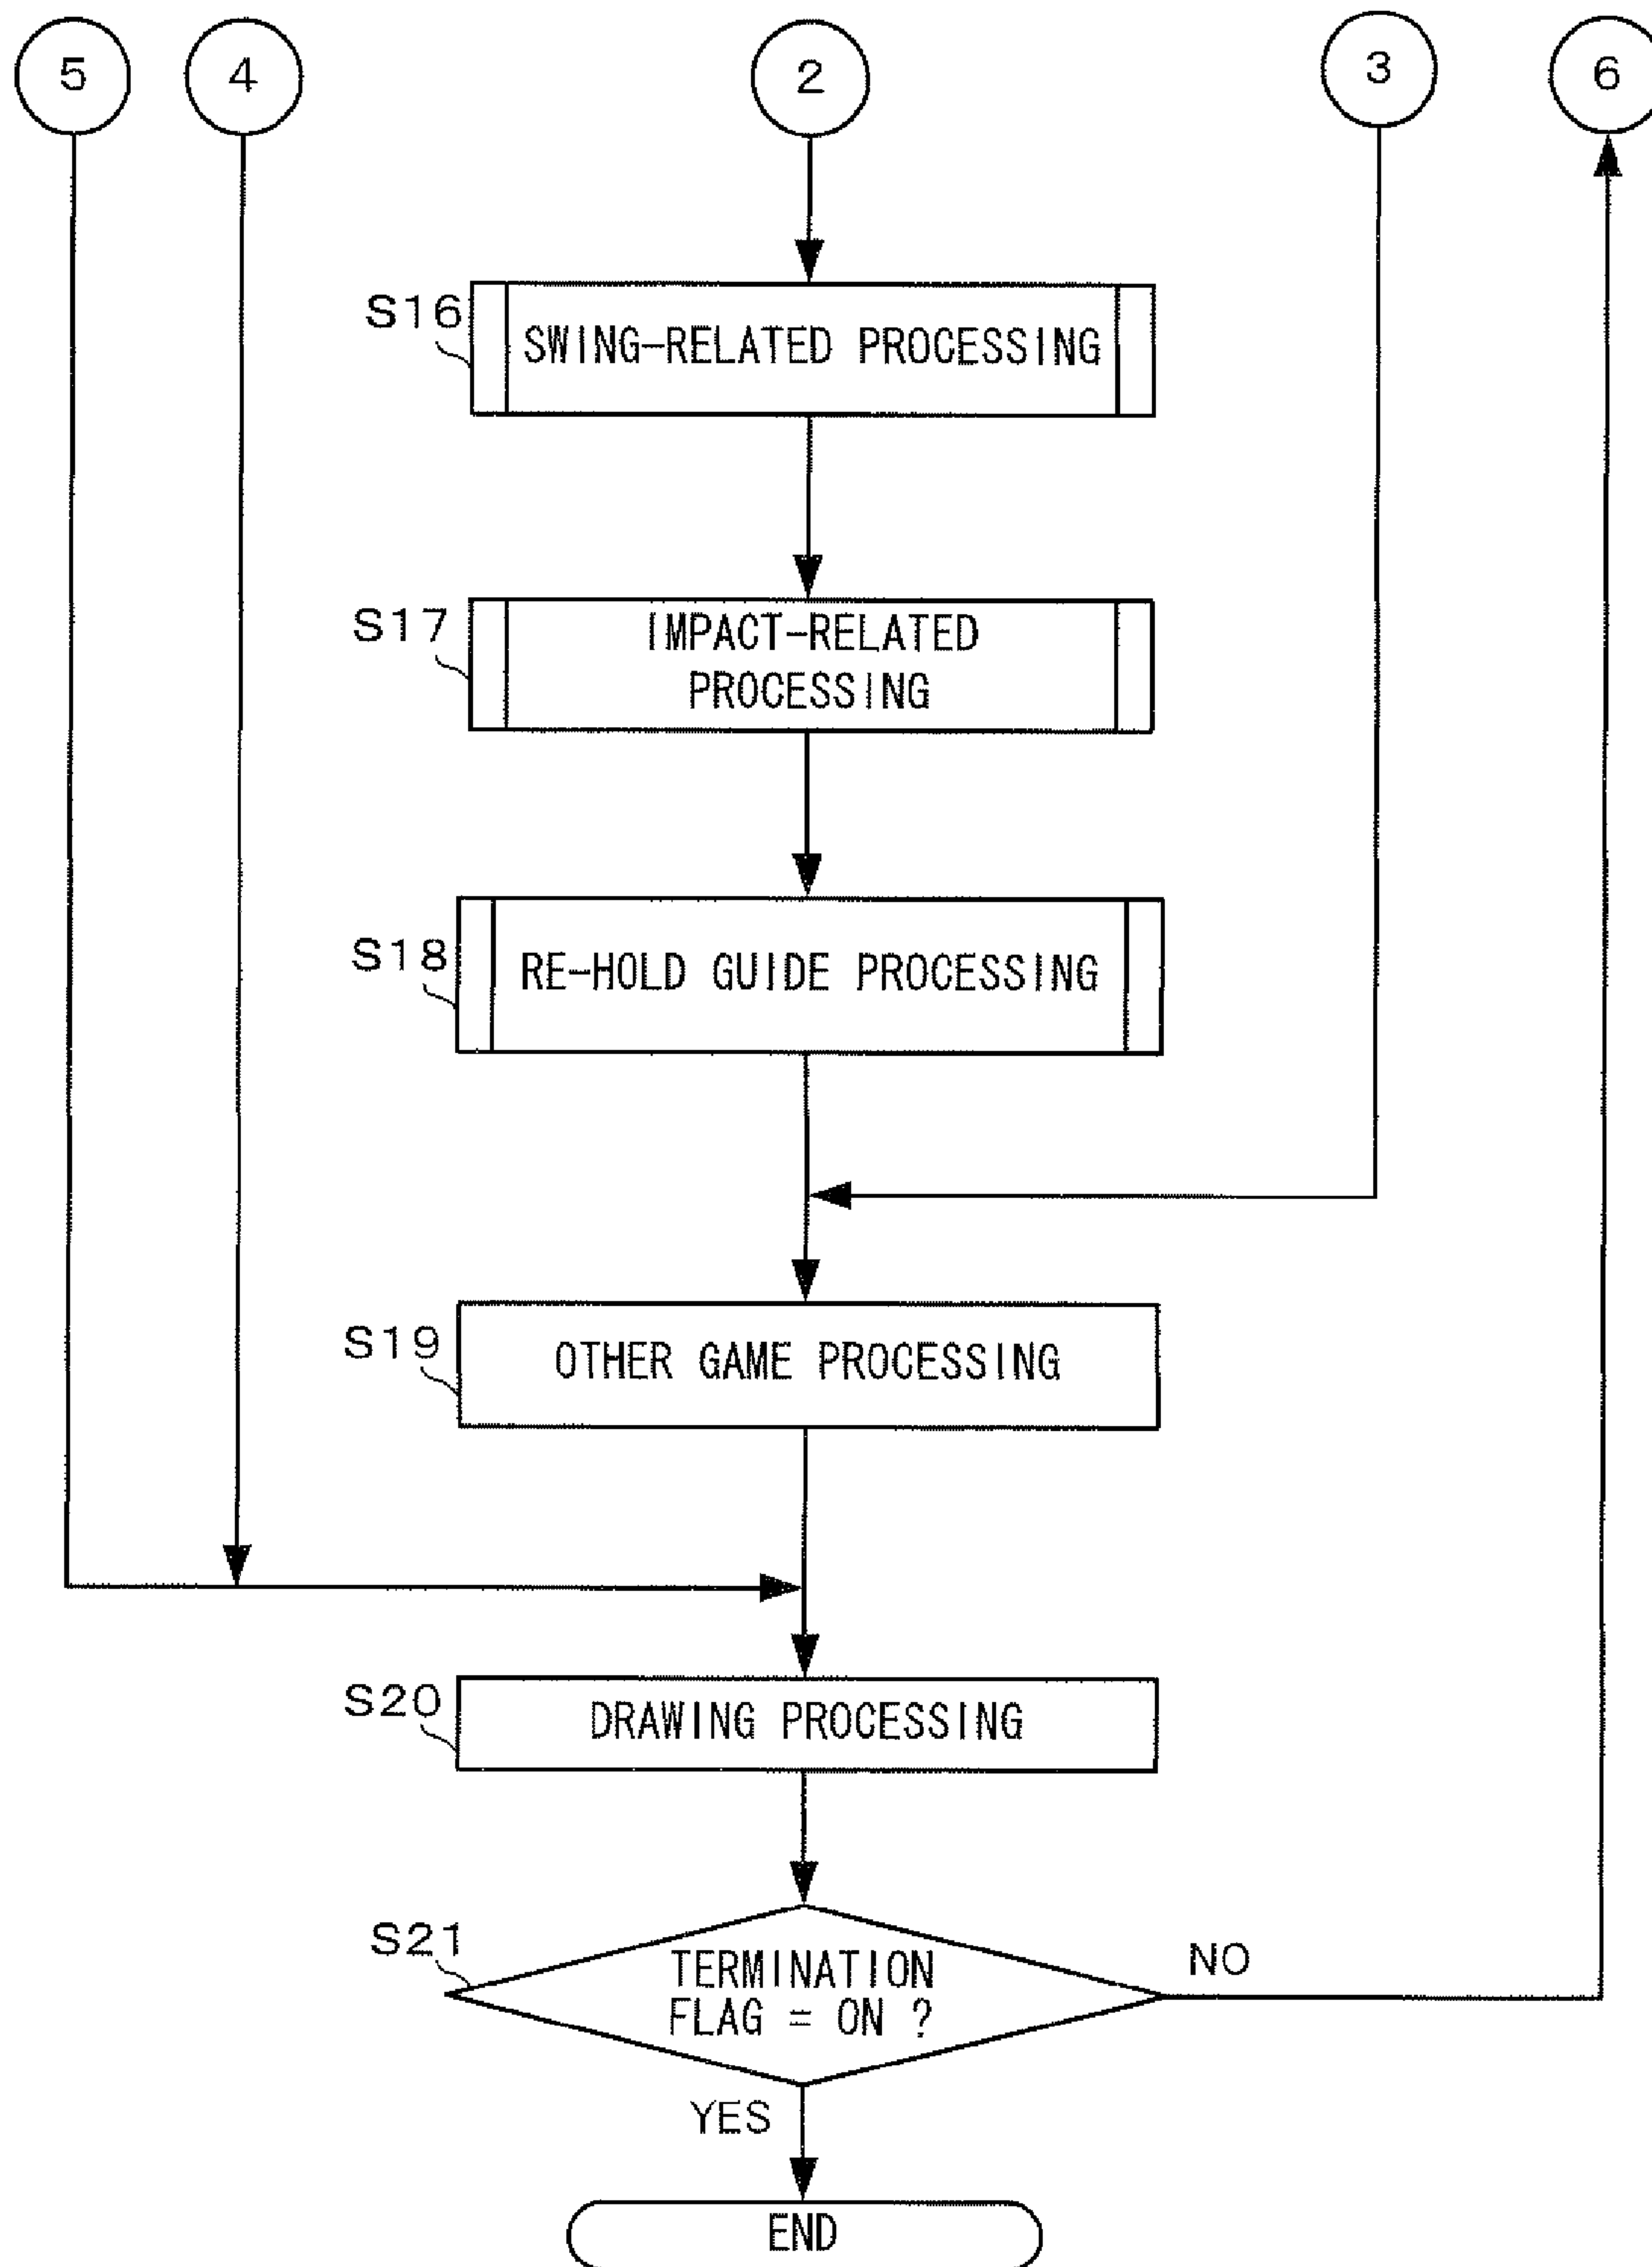 5
4
2
3
6
S16
SWING-RELATED PROCESSING
S17
IMPACT-RELATED
PROCESSING
S18
RE-HOLD GUIDE PROCESSING
S19
OTHER GAME PROCESSING
S20
DRAWING PROCESSING
S21
TERMINATION
FLAG = ON ?
NO
YES
END